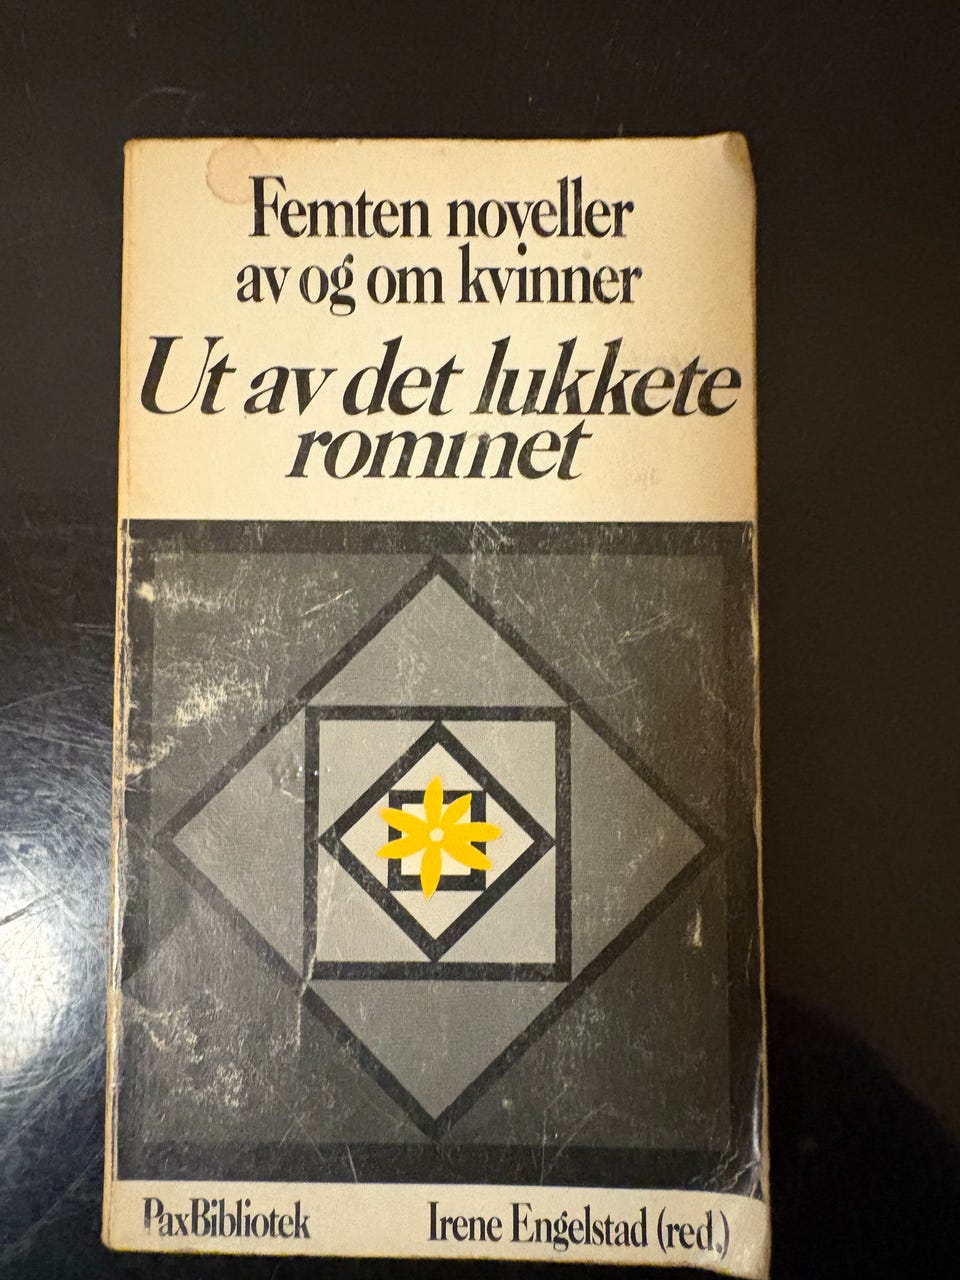 Femten noveller
av og om kvinner
Ut av det lukkete
rommet
PaxBibliotek
Irene Engelstad (red.)